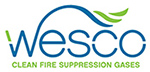 Wesco
CLEAN FIRE SUPPRESSION GASES